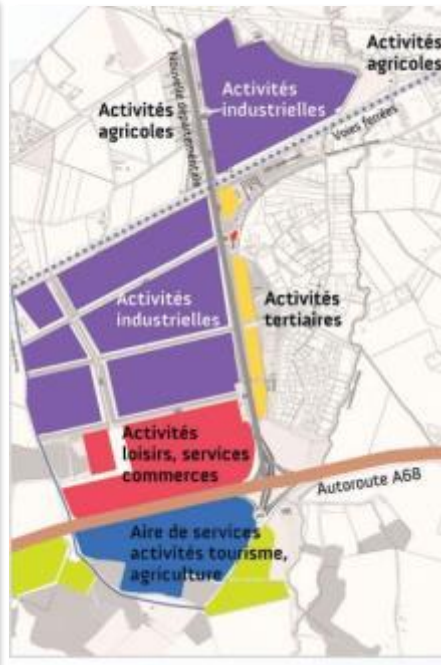 Activités
agricoles
Activités
industrielles
Activités
agricoles
Nouvelle départementale
Voies ferrées
Activités
industrielles
Activités
tertiaires
Activités
loisirs, services
commerces
Autoroute A68
Aire de services
activités tourisme,
agriculture